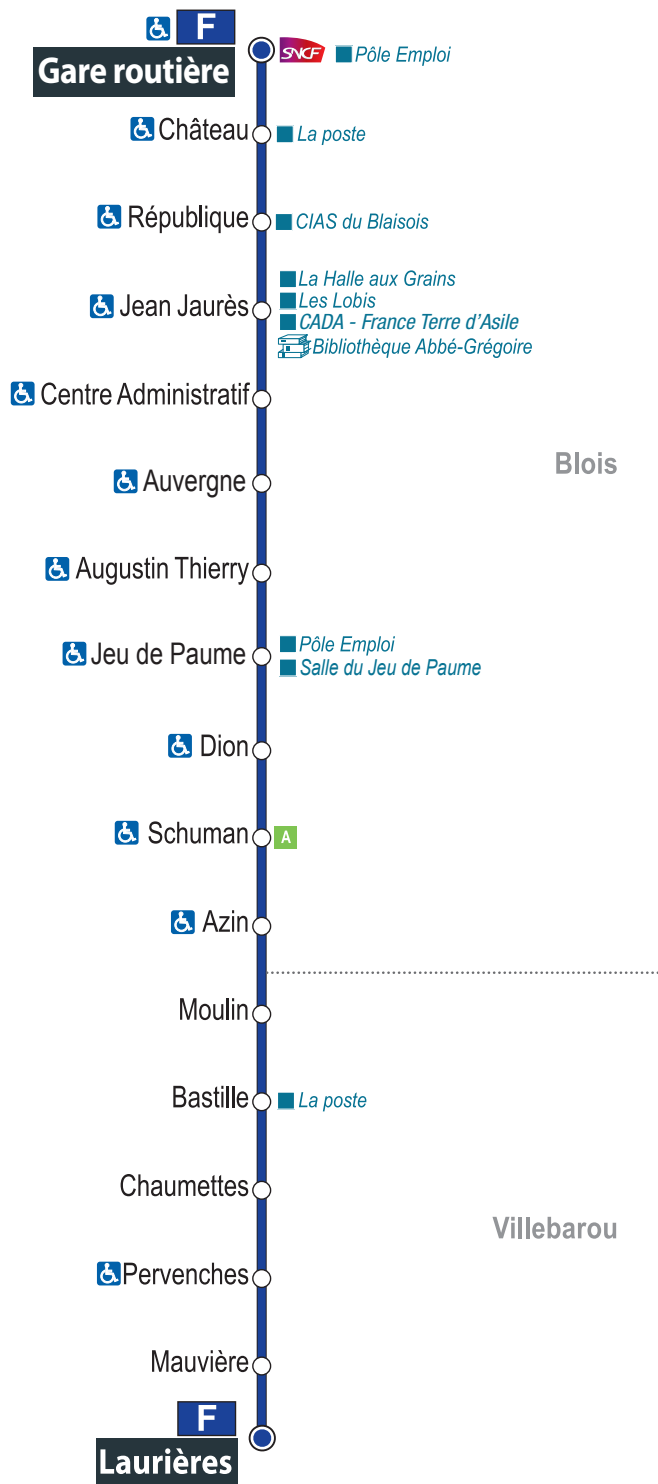 F
Gare routière
SNCF
Pôle Emploi
Château
La poste
République
CIAS du Blaisois
Jean Jaurès
La Halle aux Grains
Les Lobis
CADA - France Terre d'Asile
Bibliothèque Abbé-Grégoire
Centre Administratif
Blois
Auvergne
Augustin Thierry
Jeu de Paume
Pôle Emploi
Salle du Jeu de Paume
Dion
Schuman
A
Azin
Moulin
Bastille
La poste
Chaumettes
Villebarou
Pervenches
Mauvière
F
Laurières